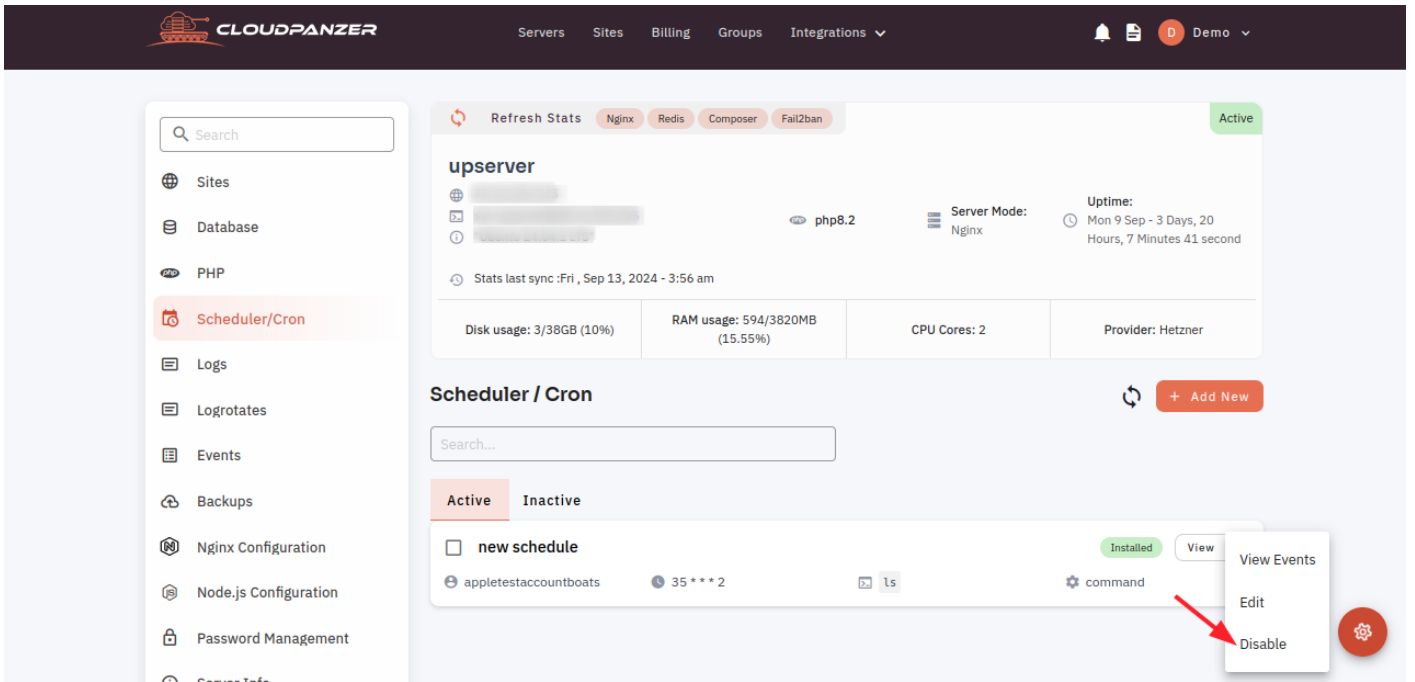 CLOUDPANZER
Servers Sites Billing Groups Integrations
D Demo
Search
Sites
Database
php PHP
Scheduler/Cron
Logs
Logrotates
Events
Backups
Nginx Configuration
Node.js Configuration
Password Management
Server Info
Refresh Stats Nginx Redis Composer Fail2ban Active
upserver
php php8.2
Server Mode:
Nginx
Uptime:
Mon 9 Sep - 3 Days, 20
Hours, 7 Minutes 41 second
Stats last sync :Fri , Sep 13, 2024 - 3:56 am
Disk usage: 3/38GB (10%)
RAM usage: 594/3820MB
(15.55%)
CPU Cores: 2
Provider: Hetzner
Scheduler / Cron
+ Add New
Search...
Active Inactive
new schedule
Installed View
appletestaccountboats 35 * * * 2 ls command
View Events
Edit
Disable